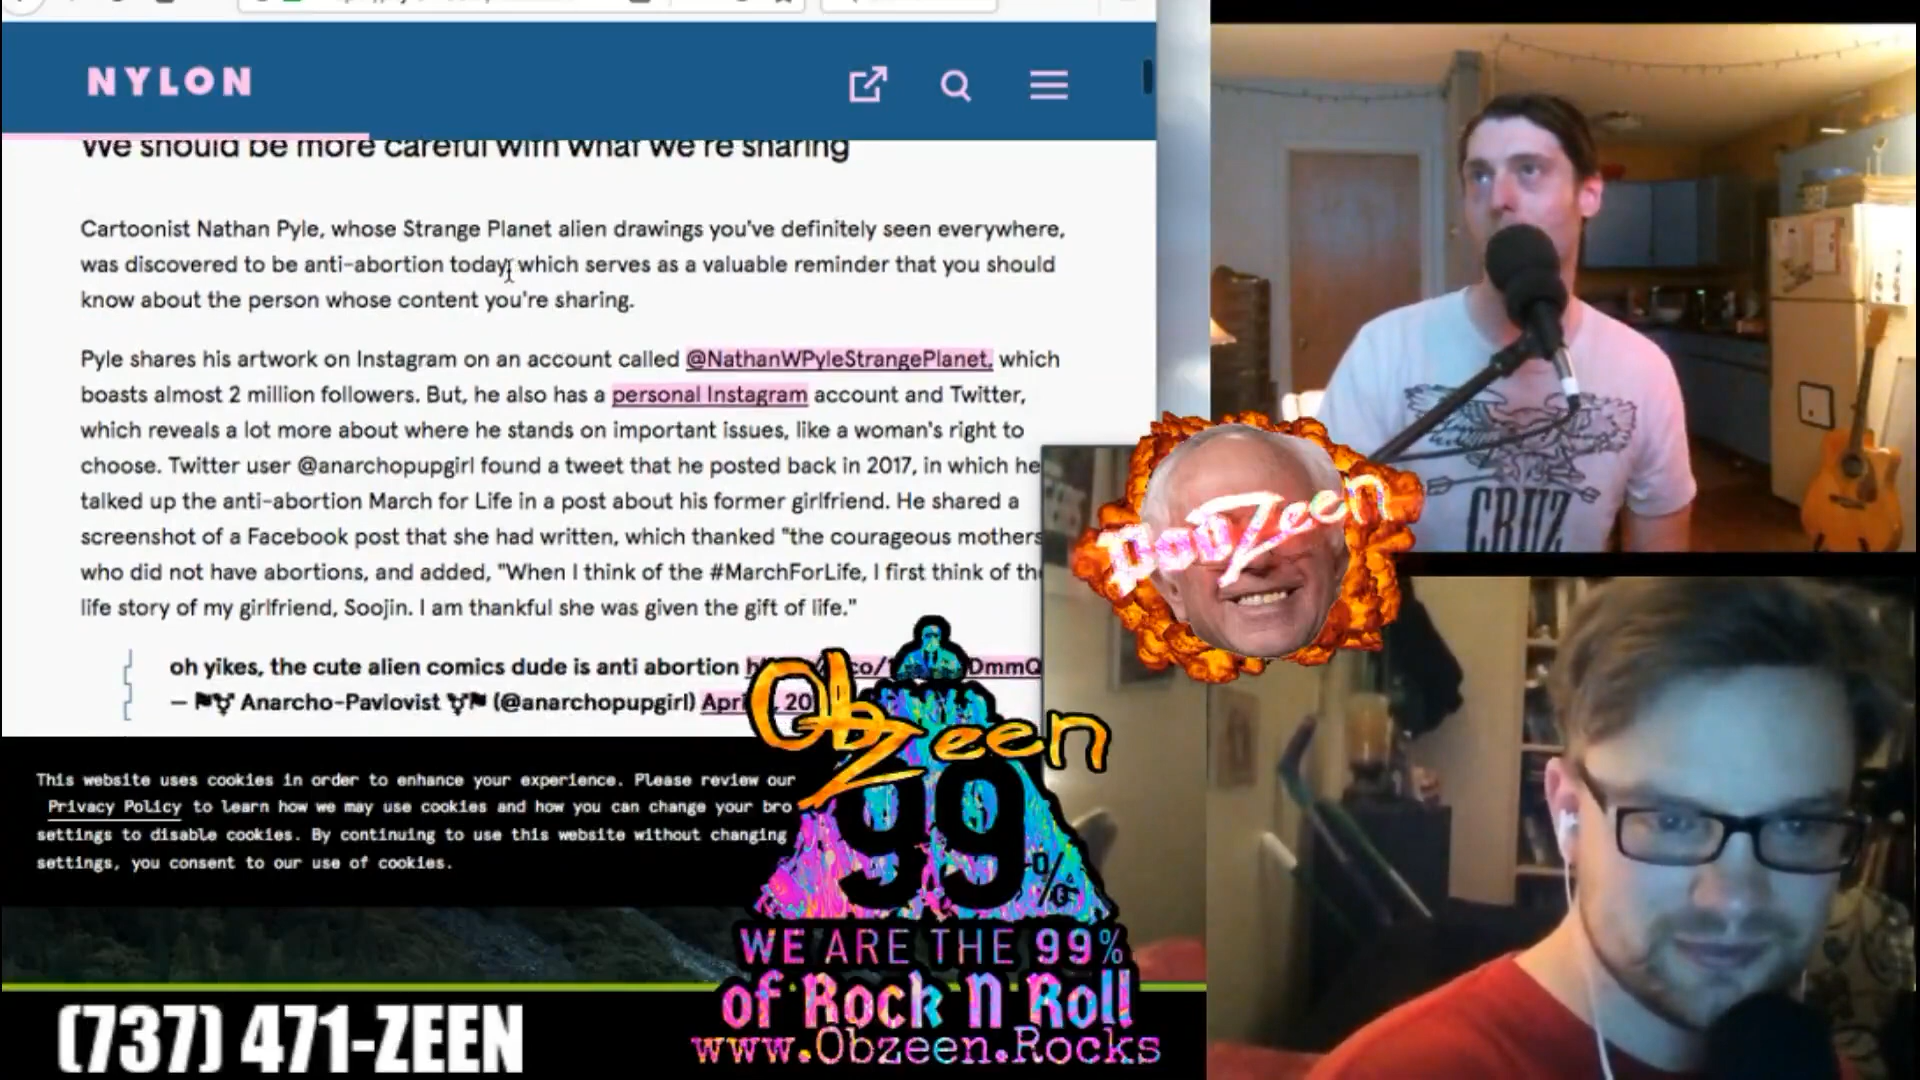 NYLON
We should be more careful with what we're sharing
Cartoonist Nathan Pyle, whose Strange Planet alien drawings you've definitely seen everywhere,
was discovered to be anti-abortion today, which serves as a valuable reminder that you should
know about the person whose content you're sharing.
Pyle shares his artwork on Instagram on an account called @NathanWPyleStrangePlanet, which
boasts almost 2 million followers. But, he also has a personal Instagram account and Twitter,
which reveals a lot more about where he stands on important issues, like a woman's right to
choose. Twitter user @anarchopupgirl found a tweet that he posted back in 2017, in which he
talked up the anti-abortion March for Life in a post about his former girlfriend. He shared a
screenshot of a Facebook post that she had written, which thanked "the courageous mothers
who did not have abortions, and added, "When I think of the #MarchForLife, I first think of th
life story of my girlfriend, Soojin. I am thankful she was given the gift of life."
oh yikes, the cute alien comics dude is anti abortion
— Anarcho-Pavlovist (@anarchopupgirl) Apri 20
This website uses cookies in order to enhance your experience. Please review our
Privacy Policy to learn how we may use cookies and how you can change your bro
settings to disable cookies. By continuing to use this website without changing
settings, you consent to our use of cookies.
CRUZ
PodZeen
ObZeen
99%
WE ARE THE 99%
of Rock N Roll
www.Obzeen.Rocks
(737) 471-ZEEN